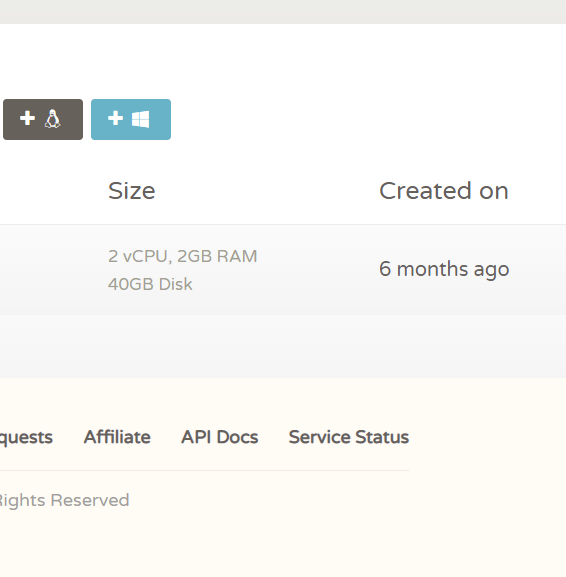 Size Created on
2 vCPU, 2GB RAM
40GB Disk
6 months ago
quests Affiliate API Docs Service Status
Rights Reserved